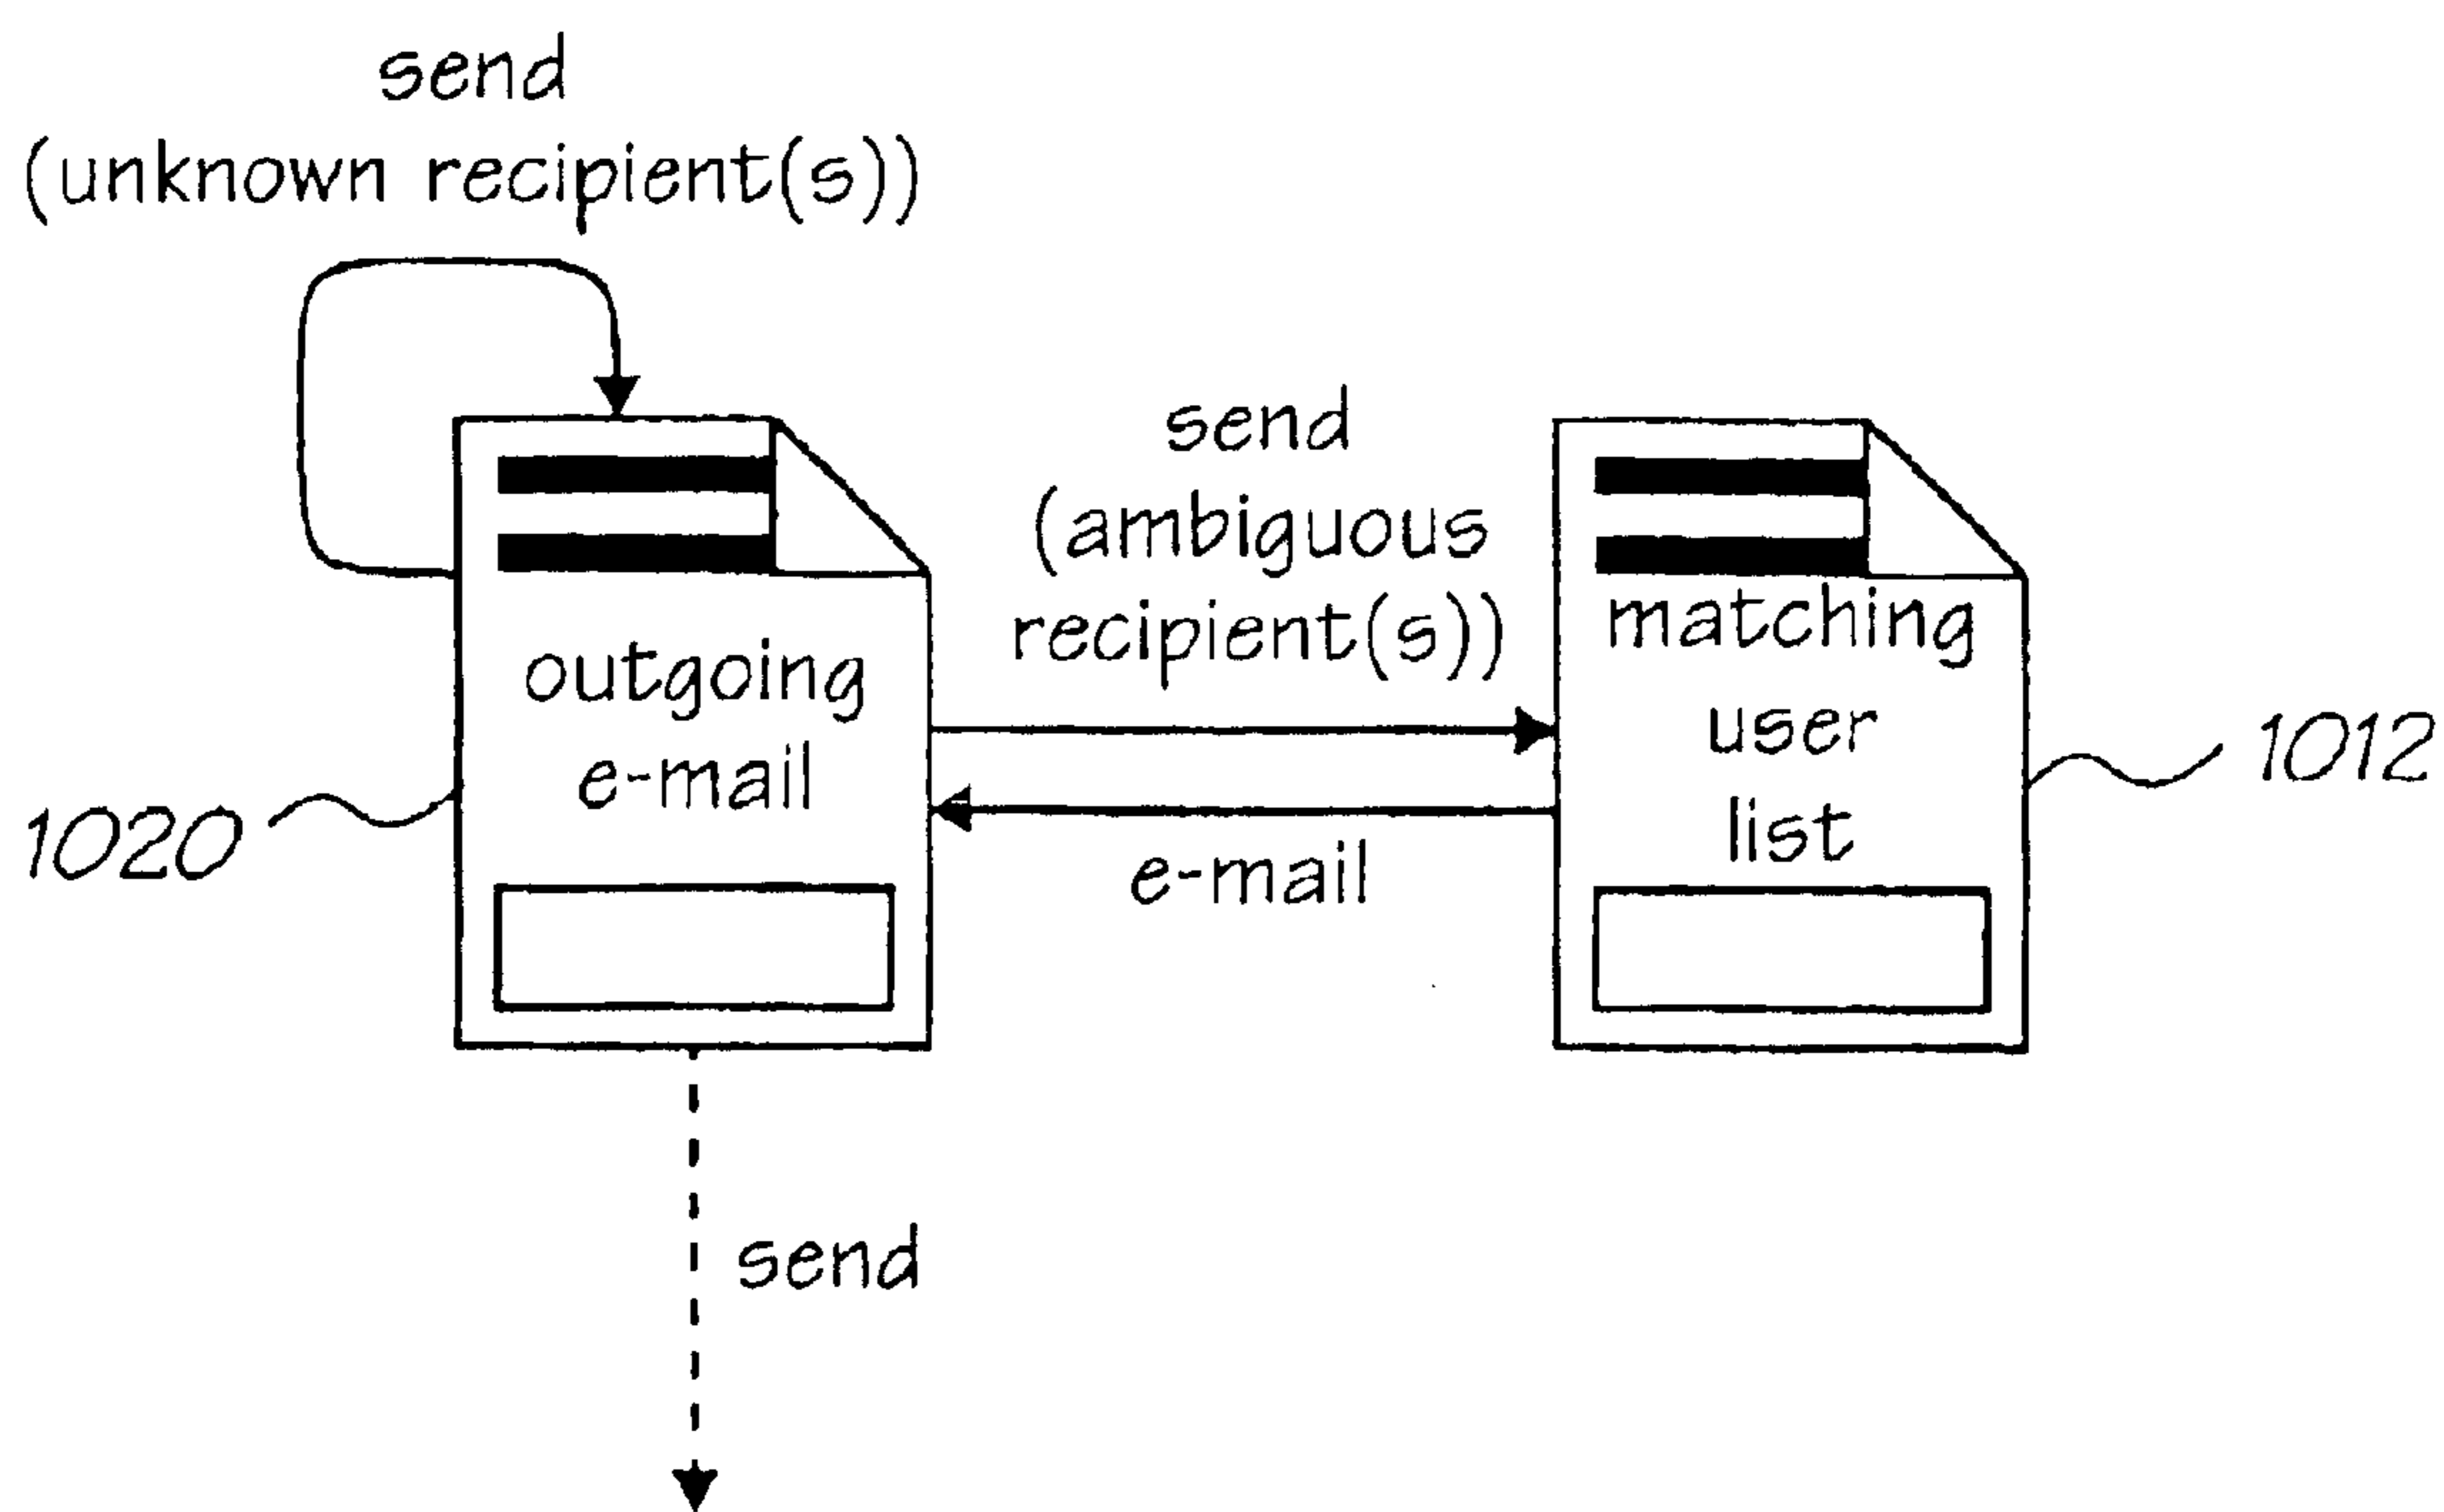 send
(unknown recipient(s))
send
(ambiguous
recipient(s))
outgoing
e-mail
matching
user
list
1012
1020
e-mail
send